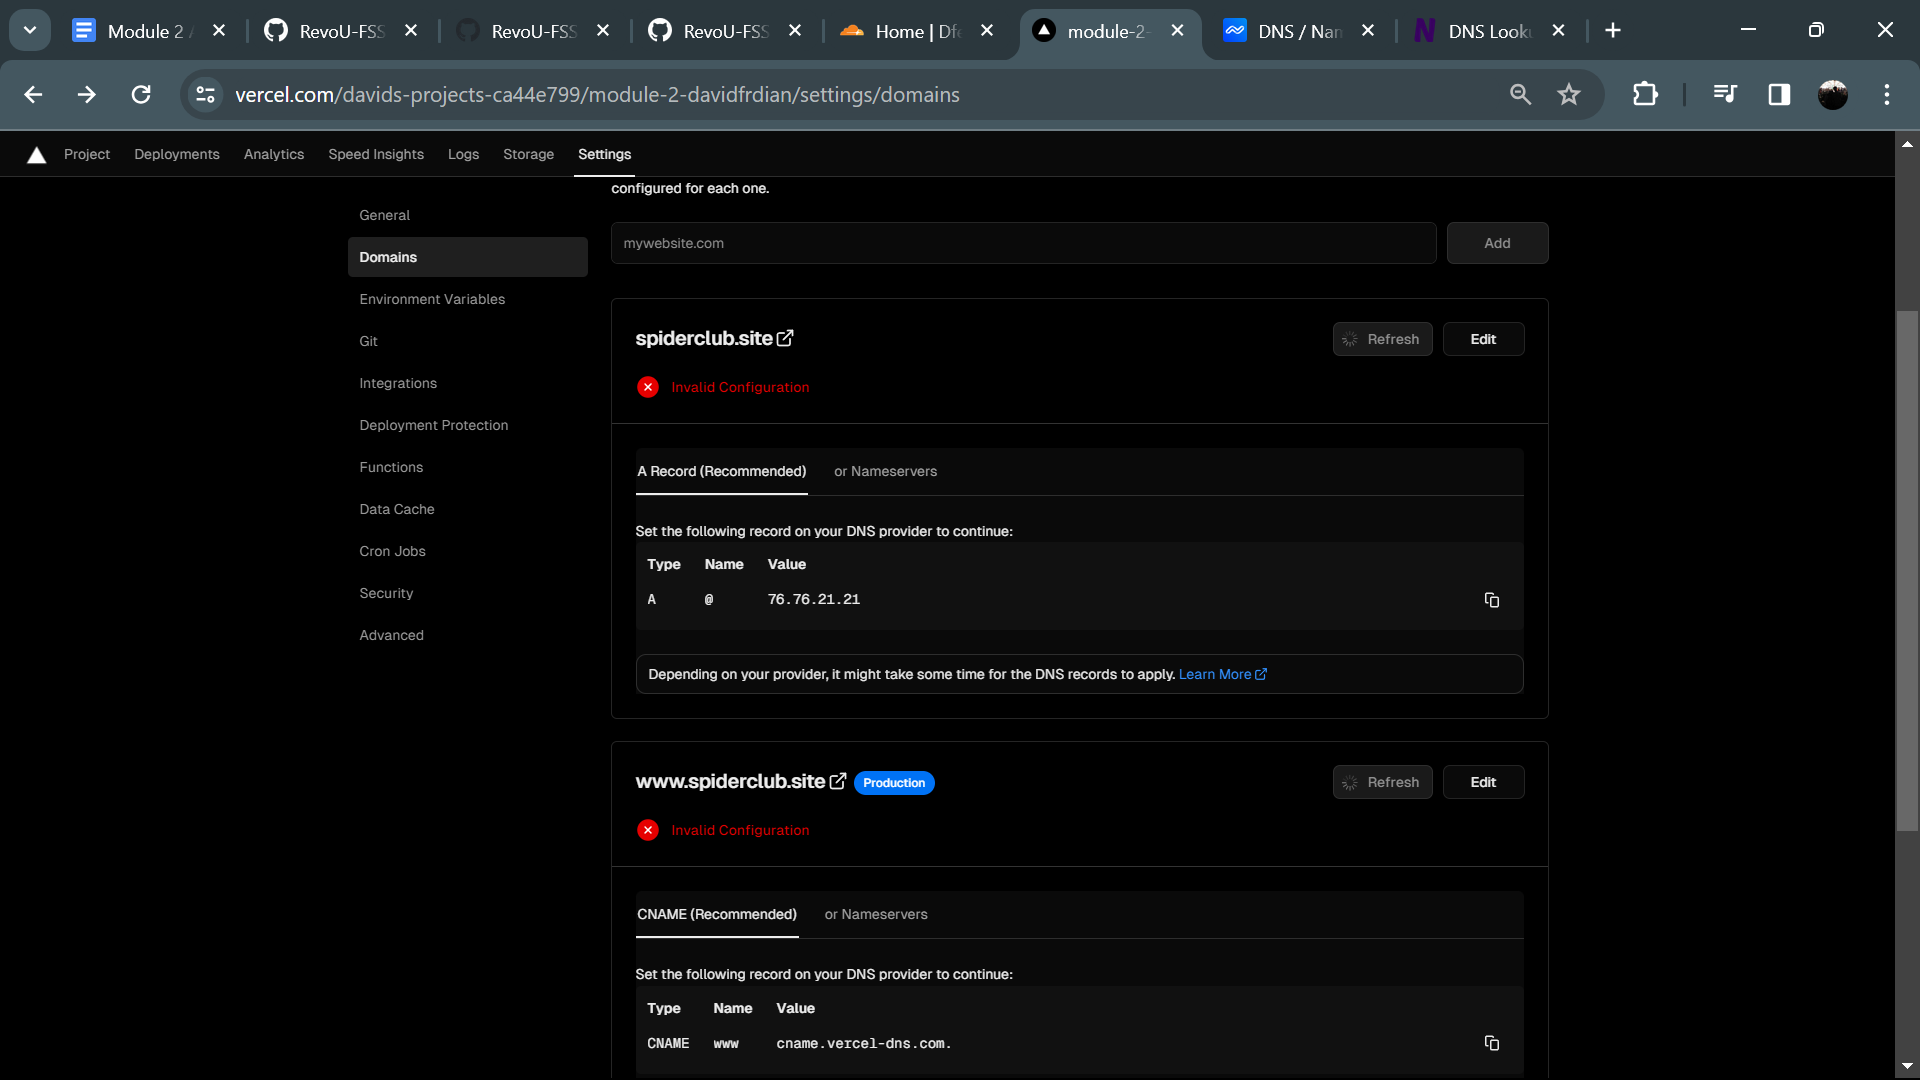 Module 2 A
RevoU-FSS
RevoU-FSS
RevoU-FSS
Home | Dfe
module-2-
DNS / Nan
DNS Looku
vercel.com/davids-projects-ca44e799/module-2-davidfrdian/settings/domains
Project
Deployments
Analytics
Speed Insights
Logs
Storage
Settings
configured for each one.
General
Domains
Environment Variables
Git
Integrations
Deployment Protection
Functions
Data Cache
Cron Jobs
Security
Advanced
mywebsite.com
Add
spiderclub.site
Refresh
Edit
Invalid Configuration
A Record (Recommended)
or Nameservers
Set the following record on your DNS provider to continue:
Type Name Value
A @ 76.76.21.21
Depending on your provider, it might take some time for the DNS records to apply. Learn More
www.spiderclub.site
Production
Refresh
Edit
Invalid Configuration
CNAME (Recommended)
or Nameservers
Set the following record on your DNS provider to continue:
Type Name Value
CNAME www cname.vercel-dns.com.